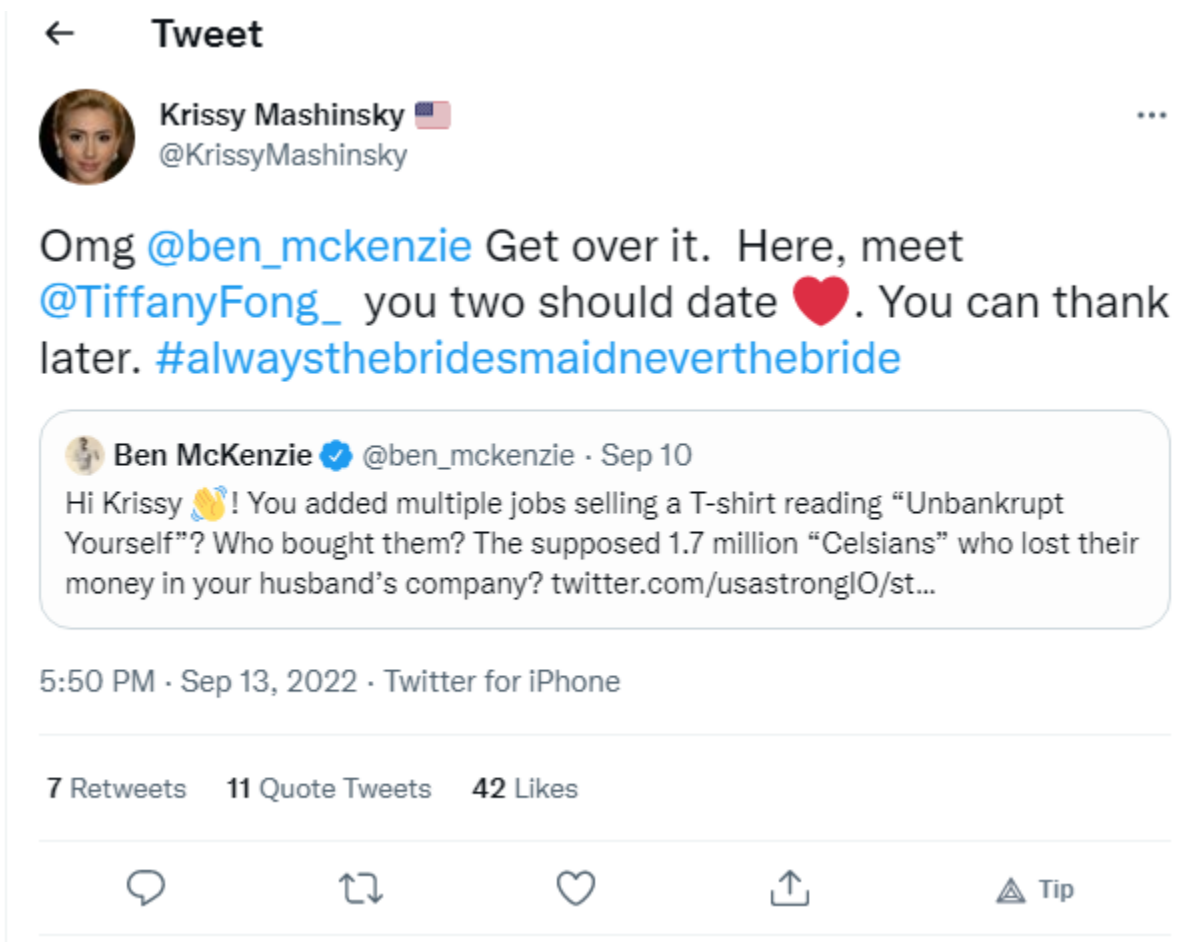 Tweet
Krissy Mashinsky 🇺🇸
@KrissyMashinsky
Omg @ben_mckenzie Get over it.  Here, meet
@TiffanyFong_  you two should date ❤️. You can thank
later. #alwaysthebridesmaidneverthebride
Ben McKenzie @ben_mckenzie · Sep 10
Hi Krissy 👋! You added multiple jobs selling a T-shirt reading “Unbankrupt
Yourself”? Who bought them? The supposed 1.7 million “Celsians” who lost their
money in your husband’s company? twitter.com/usastrongIO/st...
5:50 PM · Sep 13, 2022 · Twitter for iPhone
7 Retweets 11 Quote Tweets 42 Likes
Tip